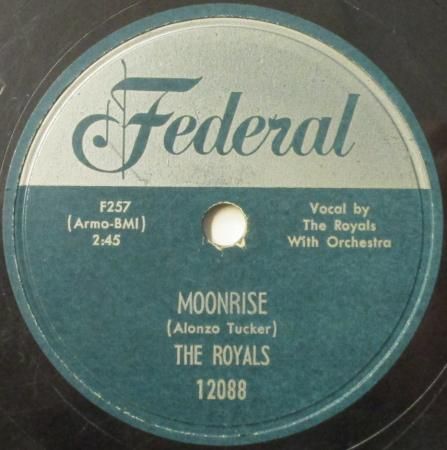 Federal
F257
(Armo-BMI)
2:45
Vocal by
The Royals
With Orchestra
MOONRISE
(Alonzo Tucker)
THE ROYALS
12088